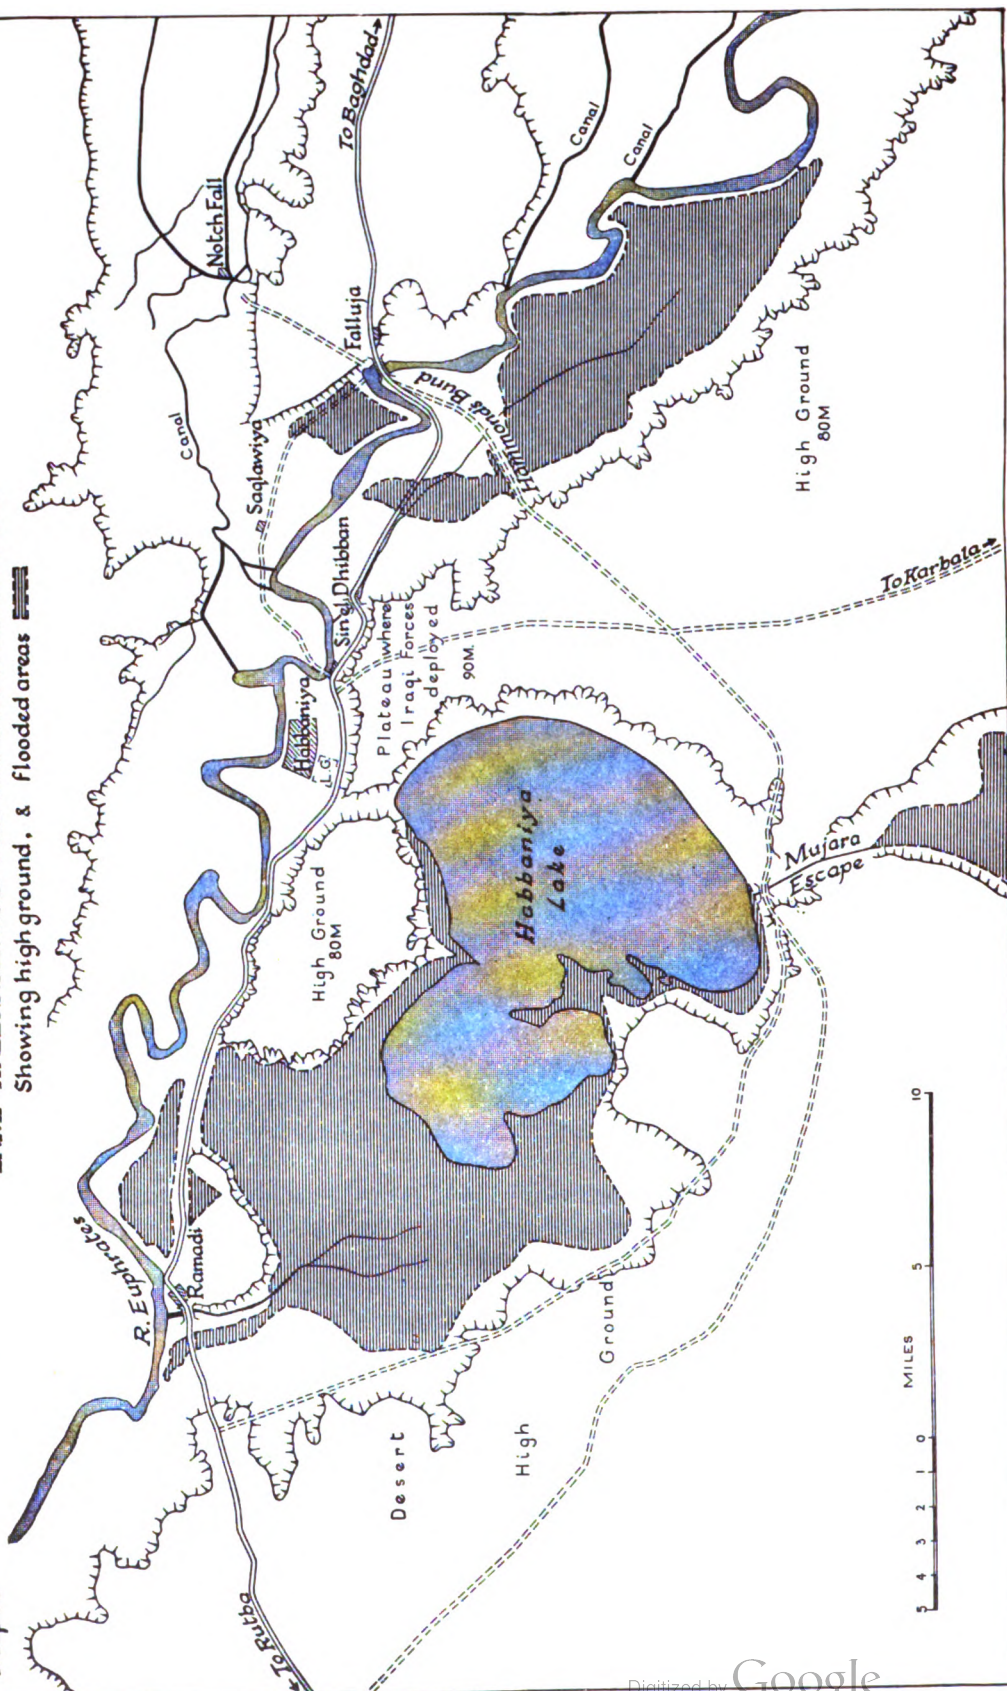 Showing high ground, & flooded areas
To Baghdad
Notch Fall
Canal
Canal
Canal
Falluja
Saqlawiya
Hammonds Bund
Sinel Dhibban
High Ground
80M
To Karbala
Habbaniya
L.G.
Plateau where
Iraqi Forces
deployed
90M.
Habbaniya
Lake
Mujara
Escape
High Ground
80M
R. Euphrates
Ramadi
Desert
High
Ground
To Rutba
MILES
5 4 3 2 1 0 5 10
Digitized by Google